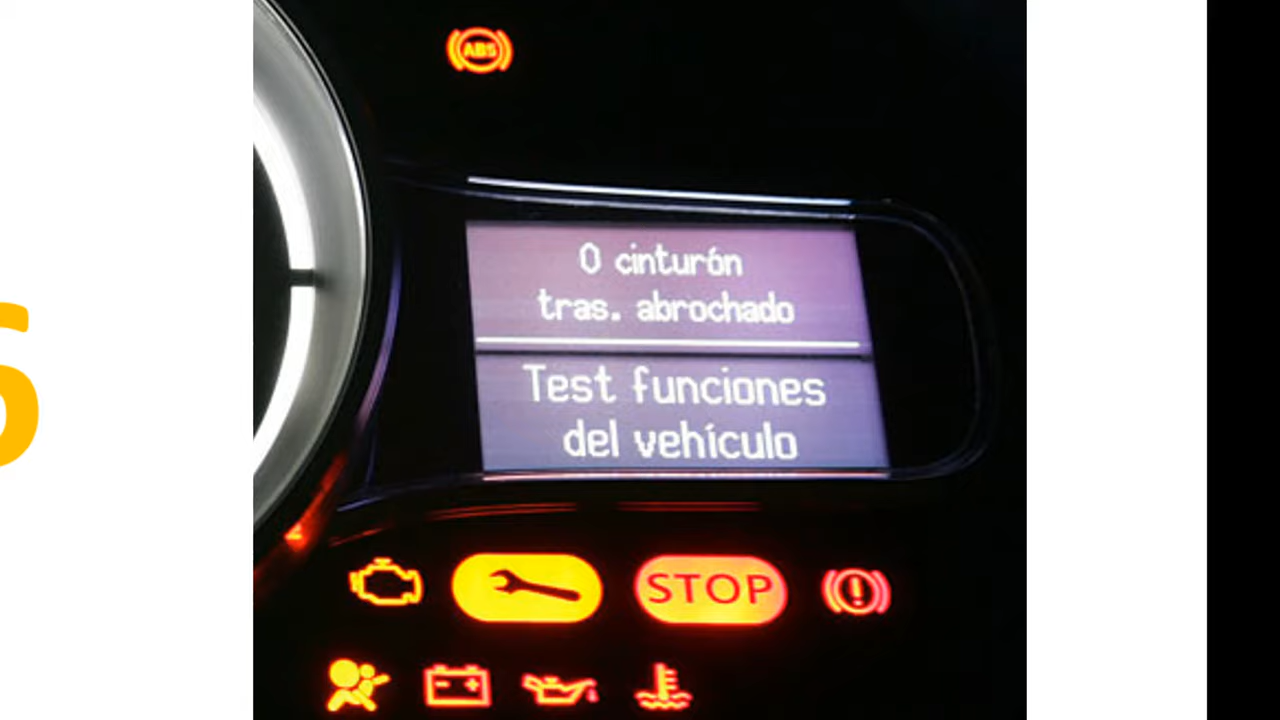 ABS
0 cinturón
tras. abrochado
Test funciones
del vehículo
STOP